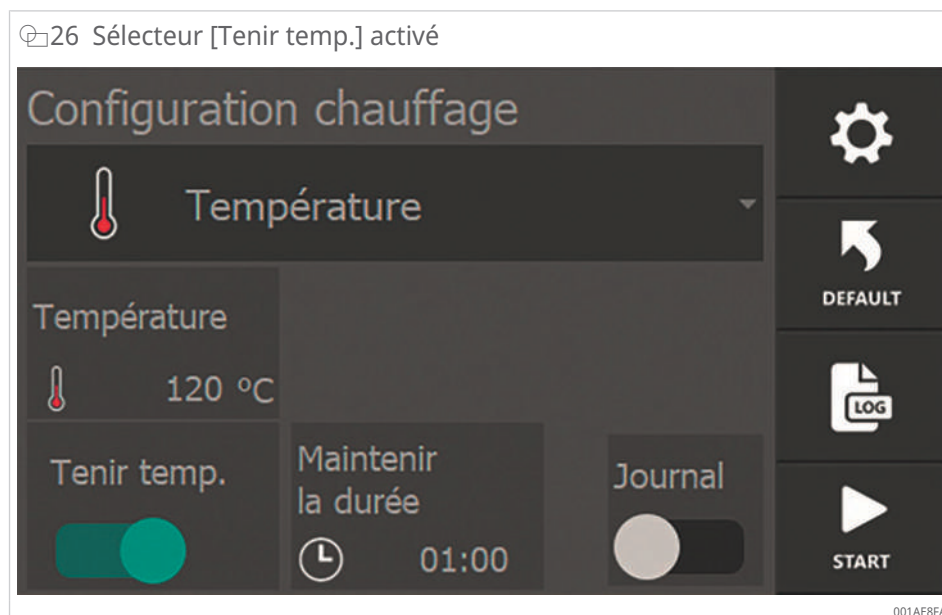 26 Sélecteur [Tenir temp.] activé
Configuration chauffage
Température
DEFAULT
Température
120 ºC
LOG
Tenir temp.
Maintenir
la durée
01:00
Journal
START